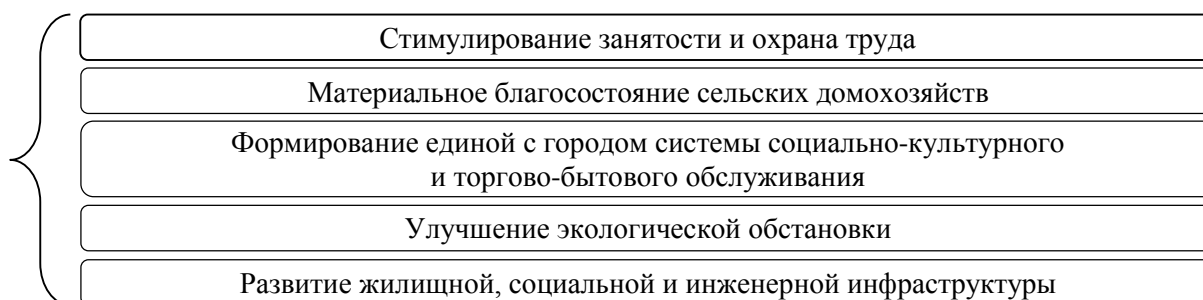 Стимулирование занятости и охрана труда
Материальное благосостояние сельских домохозяйств
Формирование единой с городом системы социально-культурного
и торгово-бытового обслуживания
Улучшение экологической обстановки
Развитие жилищной, социальной и инженерной инфраструктуры